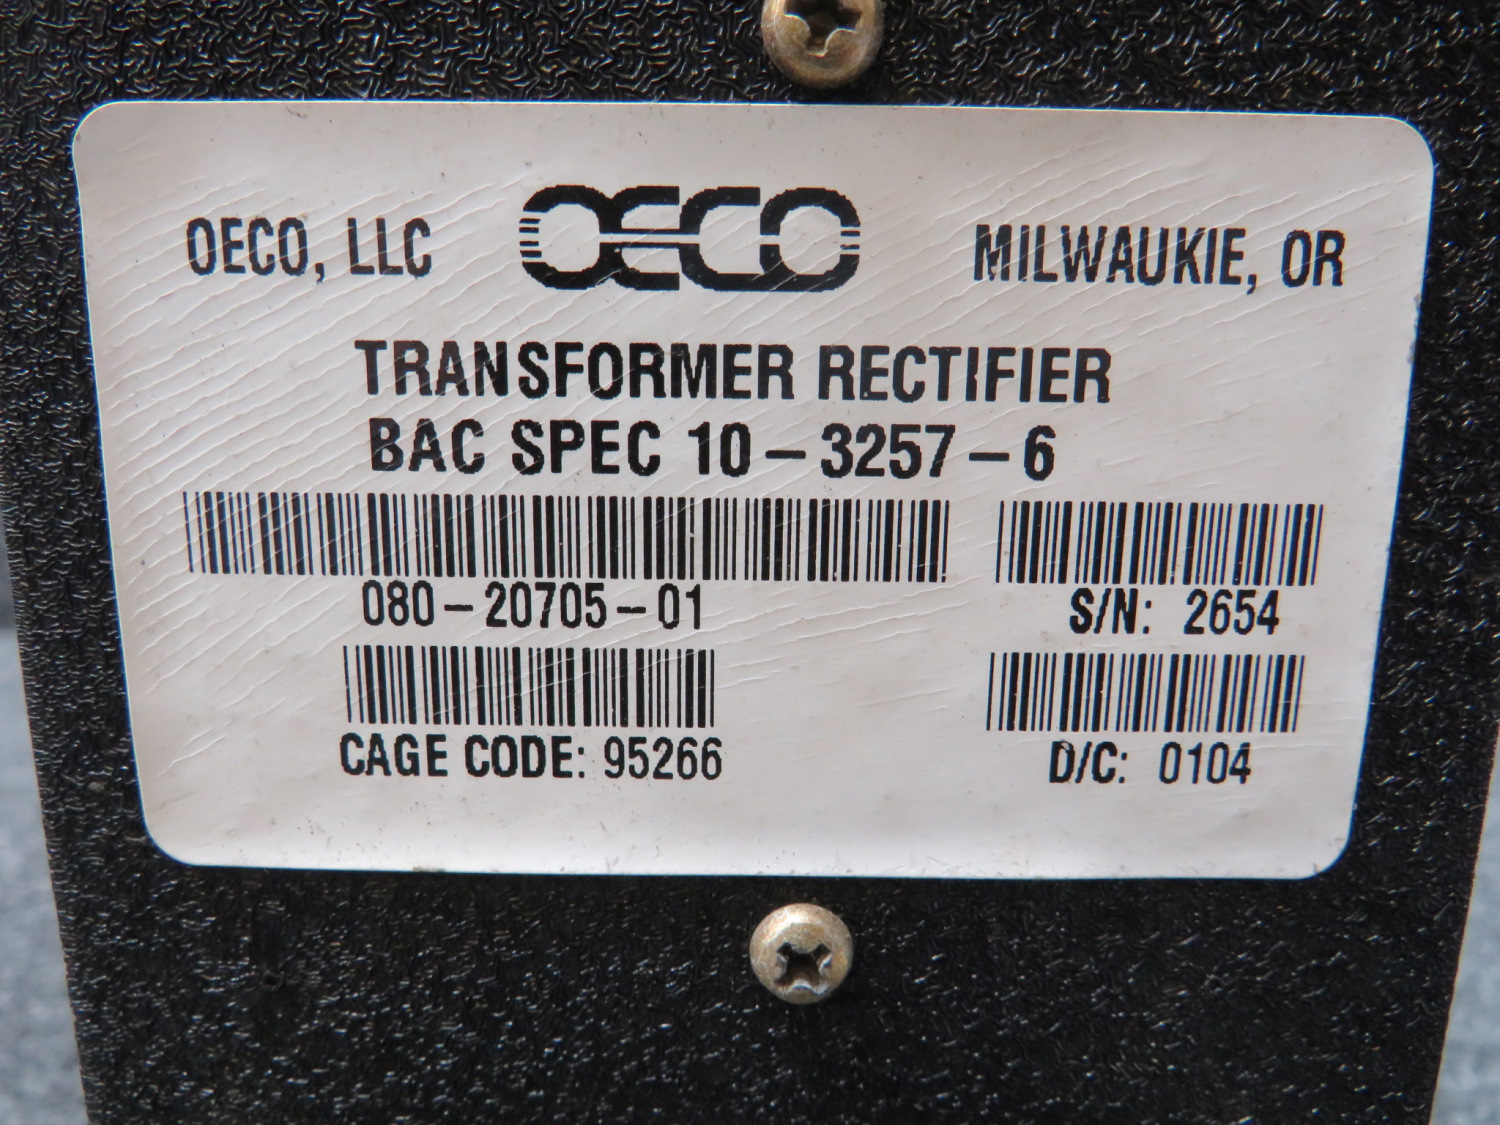 OECO, LLC OECO MILWAUKIE, OR
TRANSFORMER RECTIFIER
BAC SPEC 10-3257-6
080-20705-01 S/N: 2654
CAGE CODE: 95266 D/C: 0104